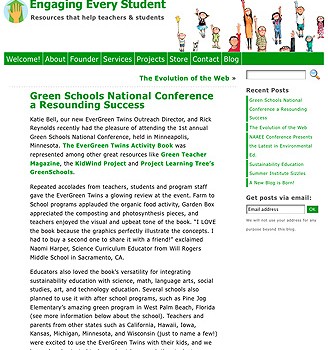 Engaging Every Student
Resources that help teachers & students
Welcome! About Founder Services Projects Store Contact Blog
The Evolution of the Web »
Green Schools National Conference
a Resounding Success
Katie Bell, our new EverGreen Twins Outreach Director, and Rick
Reynolds recently had the pleasure of attending the 1st annual
Green Schools National Conference, held in Minneapolis,
Minnesota. The EverGreen Twins Activity Book was
represented among other great resources like Green Teacher
Magazine, the KidWind Project and Project Learning Tree's
GreenSchools.
Repeated accolades from teachers, students and program staff
gave the EverGreen Twins a glowing review at the event. Farm to
School programs applauded the organic food activity, Garden Box
appreciated the composting and photosynthesis pieces, and
teachers enjoyed the visual and upbeat tone of the book. "I LOVE
the book because the graphics perfectly illustrate the concepts. I
had to buy a second one to share it with a friend!" exclaimed
Naomi Harper, Science Curriculum Educator from Will Rogers
Middle School in Sacramento, CA.
Educators also loved the book's versatility for integrating
sustainability education with science, math, language arts, social
studies, art, and technology education. Several schools also
planned to use it with after school programs, such as Pine Jog
Elementary's amazing green program in West Palm Beach, Florida
(see more information below about the school). Teachers and
parents from other states such as California, Hawaii, Iowa,
Kansas, Michigan, Minnesota, and Wisconsin (just to name a few!)
were excited to use the EverGreen Twins with their kids, and we
Recent Posts
Green Schools National
Conference a Resounding
Success
The Evolution of the Web
NAAEE Conference Presents
the Latest in Environmental
Ed.
Sustainability Education
Summer Institute Sizzles
A New Blog is Born!
Get posts via email:
Email address OK
We will not use your address for any
purpose beyond this blog.